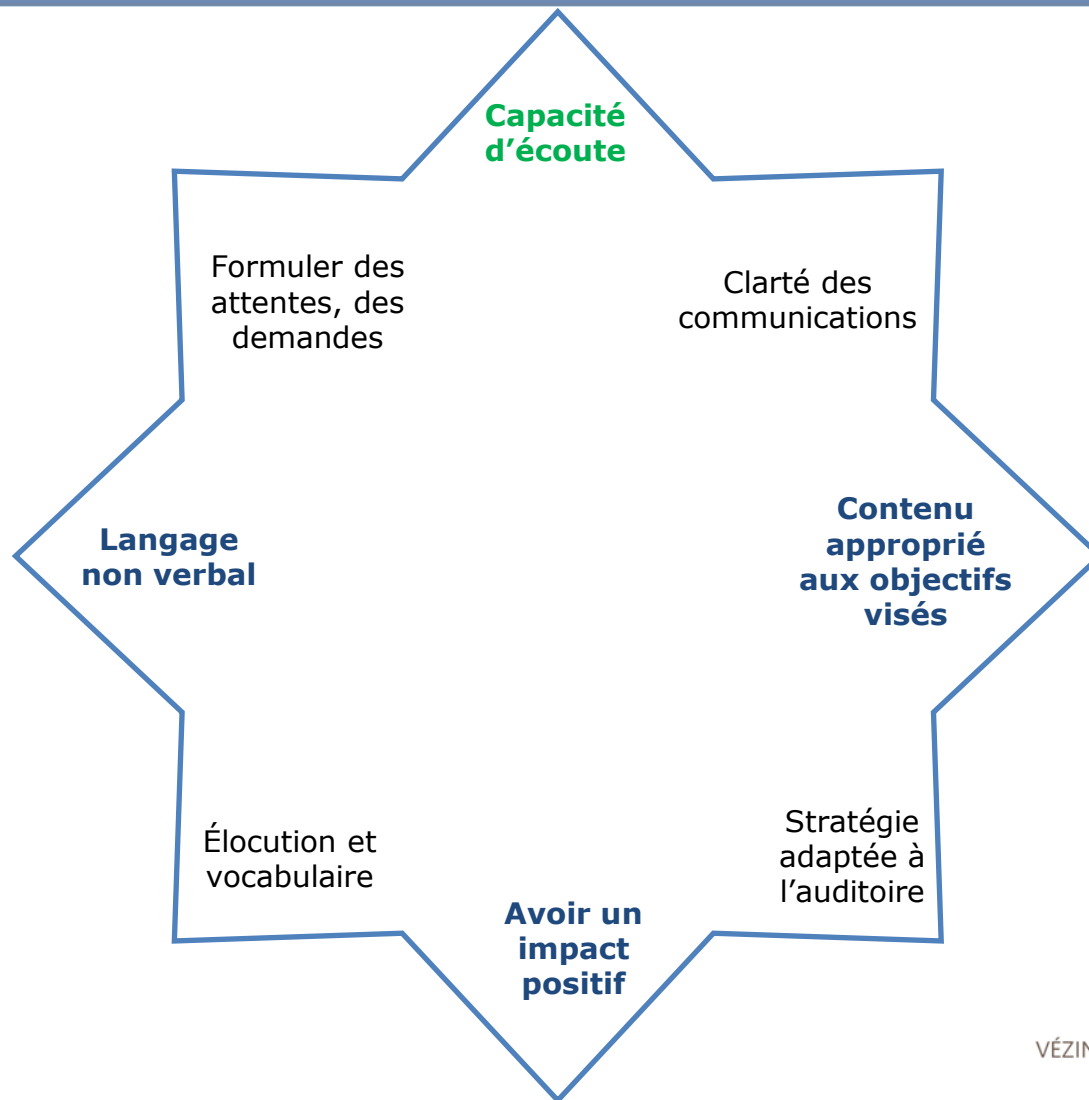 Capacité
d'écoute
Formuler des
attentes, des
demandes
Clarté des
communications
Langage
non verbal
Contenu
approprié
aux objectifs
visés
Élocution et
vocabulaire
Stratégie
adaptée à
l'auditoire
Avoir un
impact
positif
VÉZIN